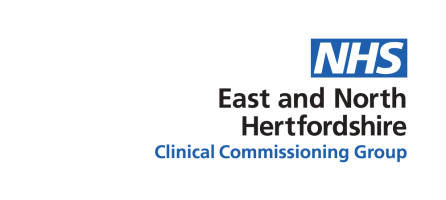 NHS
East and North
Hertfordshire
Clinical Commissioning Group